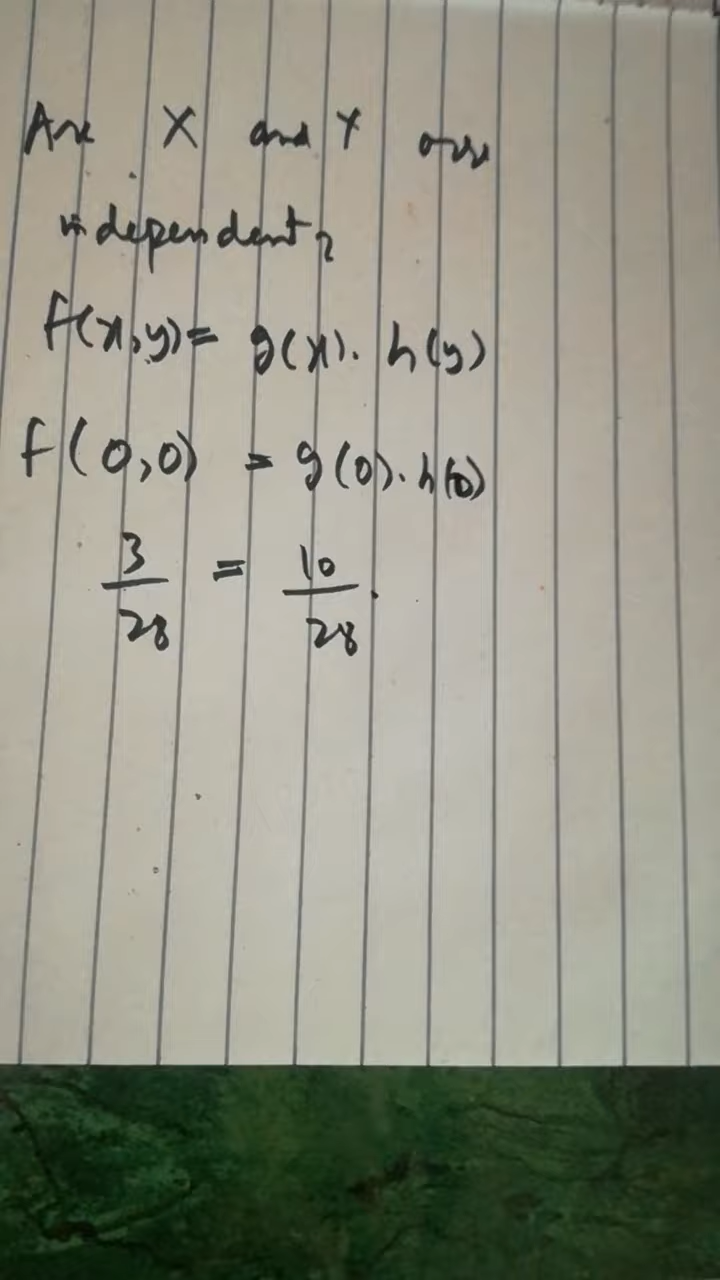 Are X and Y are
independent?
f(x,y) = g(x). h(y)
f(0,0) = g(0).h(0)
3/28 = 10/28 .